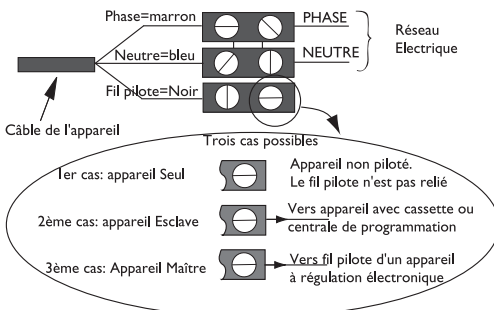 Phase=marron
PHASE
Réseau
Electrique
Neutre=bleu
NEUTRE
Fil pilote=Noir
Câble de l'appareil
Trois cas possibles
1er cas: appareil Seul
Appareil non piloté.
Le fil pilote n'est pas relié
2ème cas: appareil Esclave
Vers appareil avec cassette ou
centrale de programmation
3ème cas: Appareil Maître
Vers fil pilote d'un appareil
à régulation électronique